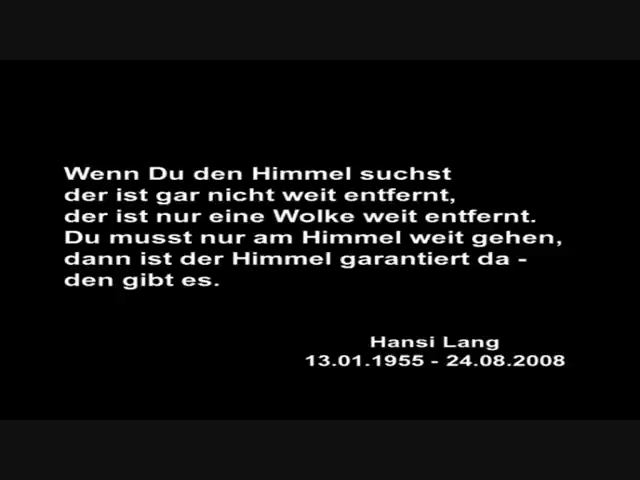 Wenn Du den Himmel suchst
der ist gar nicht weit entfernt,
der ist nur eine Wolke weit entfernt.
Du musst nur am Himmel weit gehen,
dann ist der Himmel garantiert da -
den gibt es.
Hansi Lang
13.01.1955 - 24.08.2008